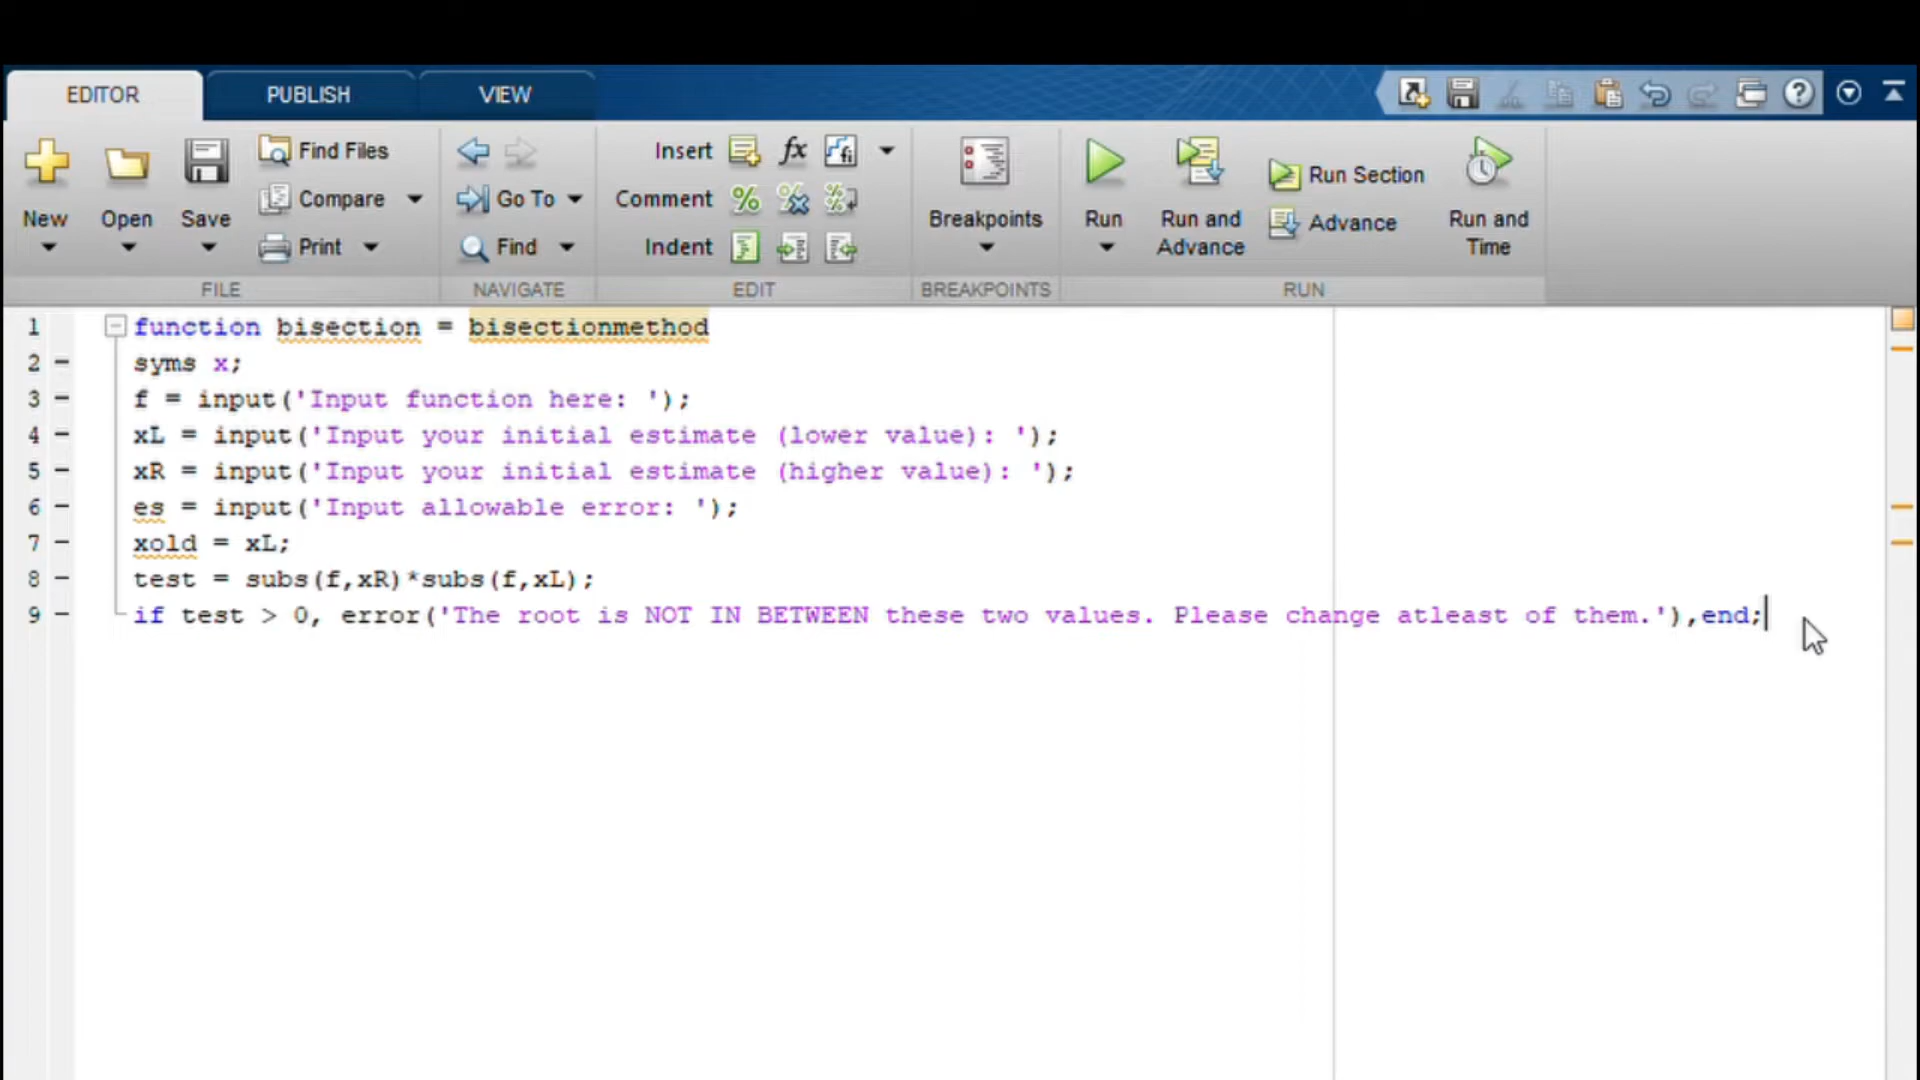 EDITOR PUBLISH VIEW
New Open Save Find Files Compare Print
Go To Find
Insert fx fi
Comment
Indent
Breakpoints
Run Run and Advance Run Section Advance Run and Time
FILE NAVIGATE EDIT BREAKPOINTS RUN
1 function bisection = bisectionmethod
2 - syms x;
3 - f = input('Input function here: ');
4 - xL = input('Input your initial estimate (lower value): ');
5 - xR = input('Input your initial estimate (higher value): ');
6 - es = input('Input allowable error: ');
7 - xold = xL;
8 - test = subs(f,xR)*subs(f,xL);
9 - if test > 0, error('The root is NOT IN BETWEEN these two values. Please change atleast of them.'),end;